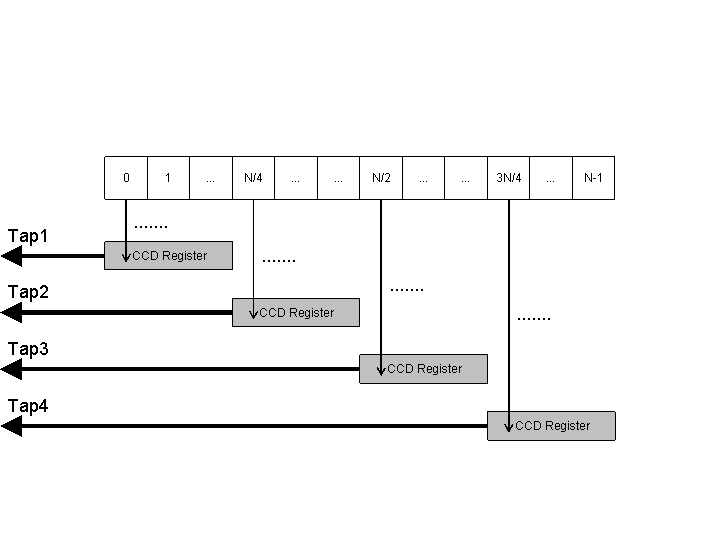 0 1 ... N/4 ... ... N/2 ... ... 3N/4 ... N-1
.......
Tap1
CCD Register
.......
.......
Tap2
CCD Register
.......
Tap3
CCD Register
Tap4
CCD Register